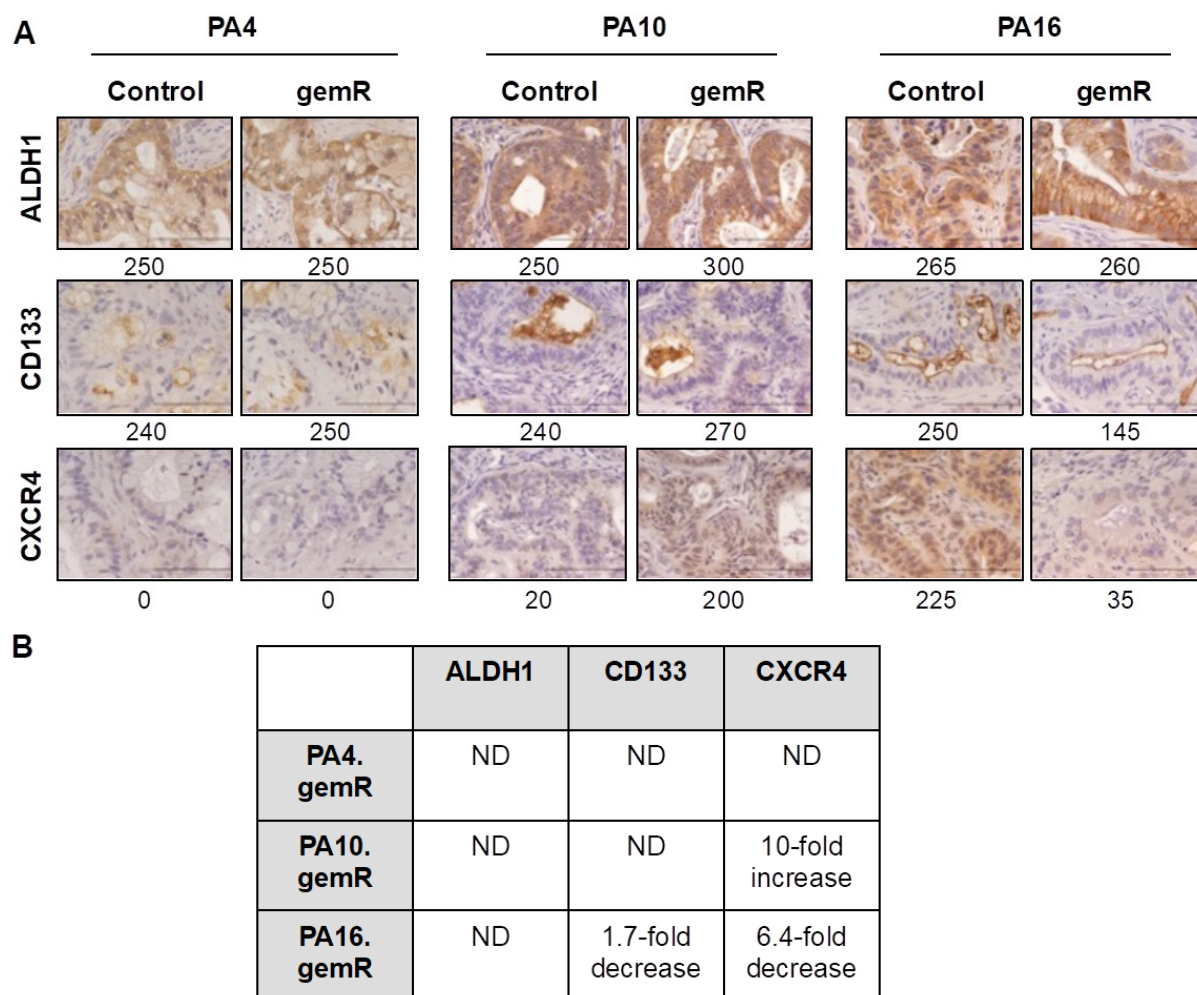 A
PA4 PA10 PA16
Control gemR Control gemR Control gemR
ALDH1
250 250 250 300 265 260
CD133
240 250 240 270 250 145
CXCR4
0 0 20 200 225 35
B
ALDH1 CD133 CXCR4
PA4. gemR ND ND ND
PA10. gemR ND ND 10-fold increase
PA16. gemR ND 1.7-fold decrease 6.4-fold decrease